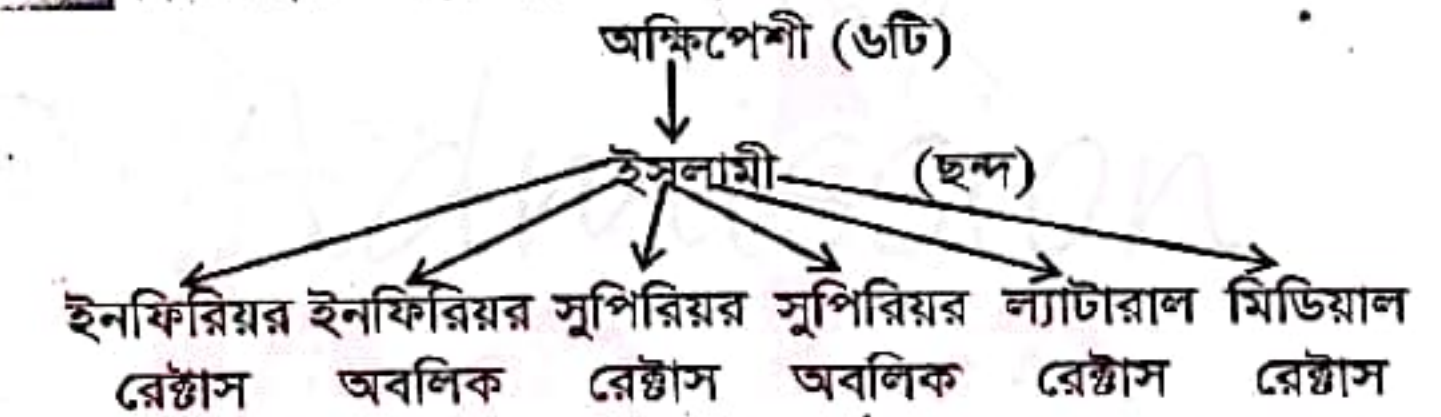 অক্ষিপেশী (৬টি)
ইসলামী (ছন্দ)
ইনফিরিয়র ইনফিরিয়র সুপিরিয়র সুপিরিয়র ল্যাটারাল মিডিয়াল
রেক্টাস অবলিক রেক্টাস অবলিক রেক্টাস রেক্টাস